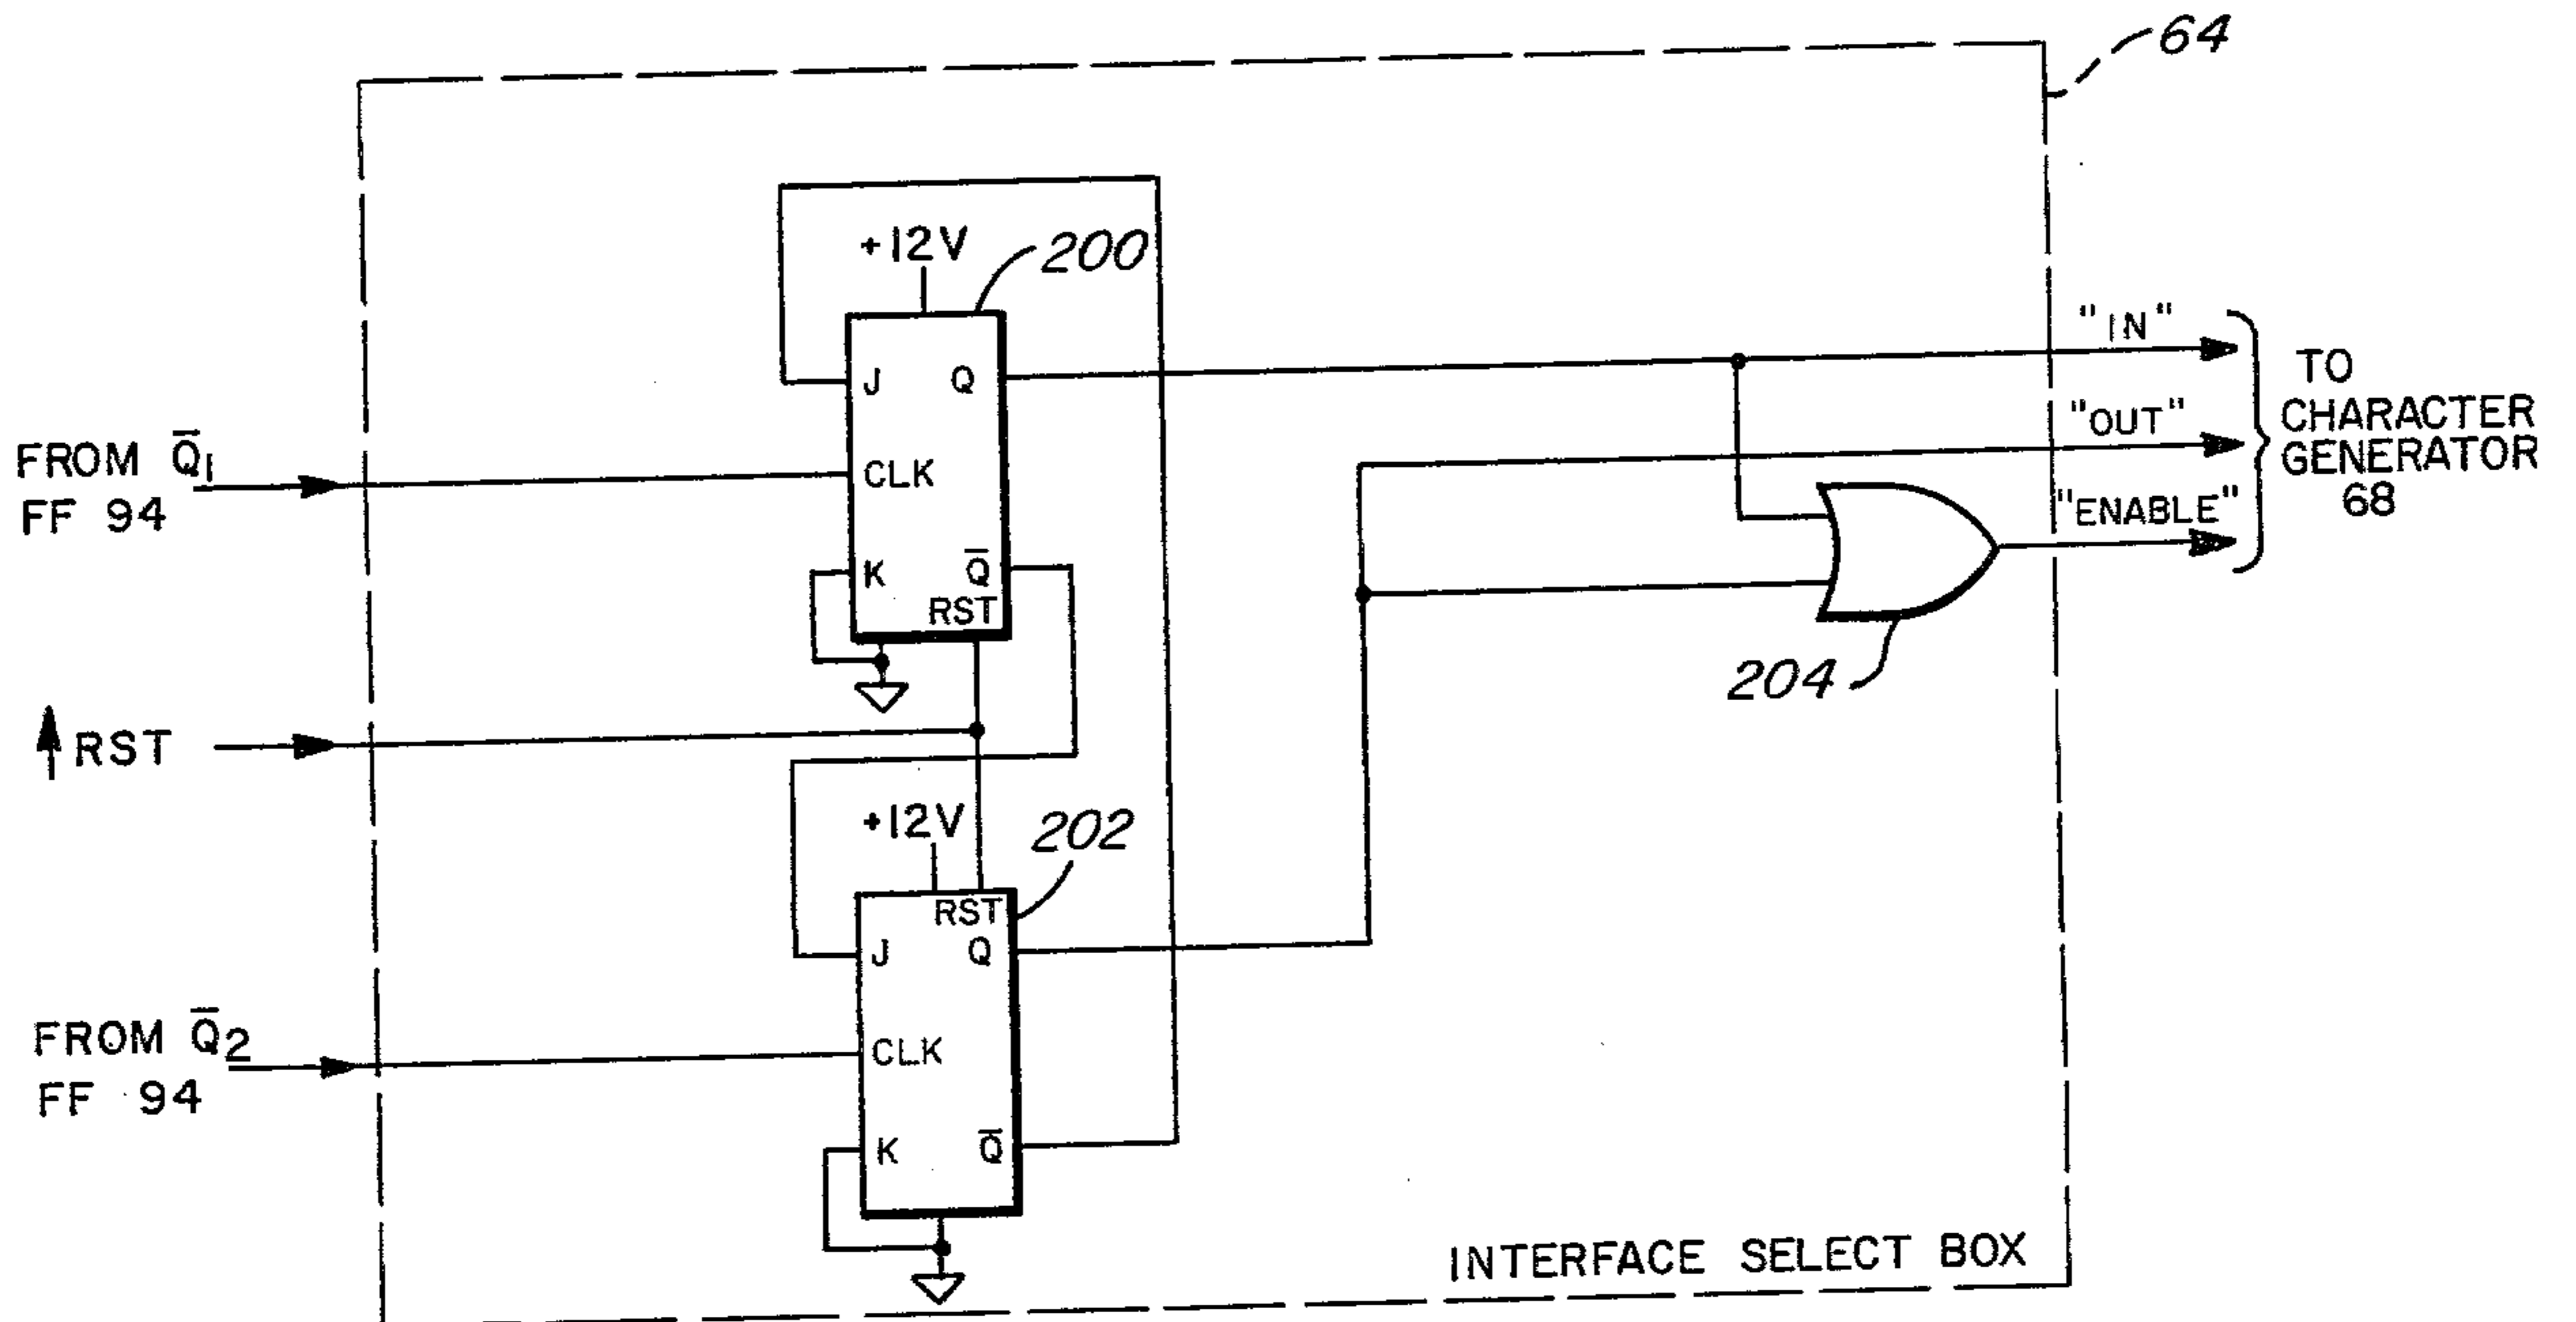 64
+12V
200
J Q
CLK
K Q̅
RST
FROM Q̅1
FF 94
"IN"
"OUT"
"ENABLE"
TO
CHARACTER
GENERATOR
68
204
RST
+12V
202
RST
J Q
CLK
K Q̅
FROM Q̅2
FF 94
INTERFACE SELECT BOX